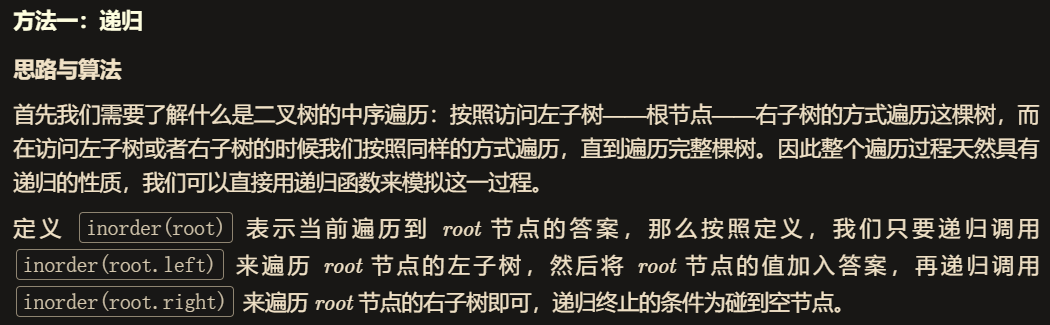 方法一：递归
思路与算法
首先我们需要了解什么是二叉树的中序遍历：按照访问左子树——根节点——右子树的方式遍历这棵树，而
在访问左子树或者右子树的时候我们按照同样的方式遍历，直到遍历完整棵树。因此整个遍历过程天然具有
递归的性质，我们可以直接用递归函数来模拟这一过程。
定义 inorder(root) 表示当前遍历到 root 节点的答案，那么按照定义，我们只要递归调用
inorder(root.left) 来遍历 root 节点的左子树，然后将 root 节点的值加入答案，再递归调用
inorder(root.right) 来遍历 root 节点的右子树即可，递归终止的条件为碰到空节点。